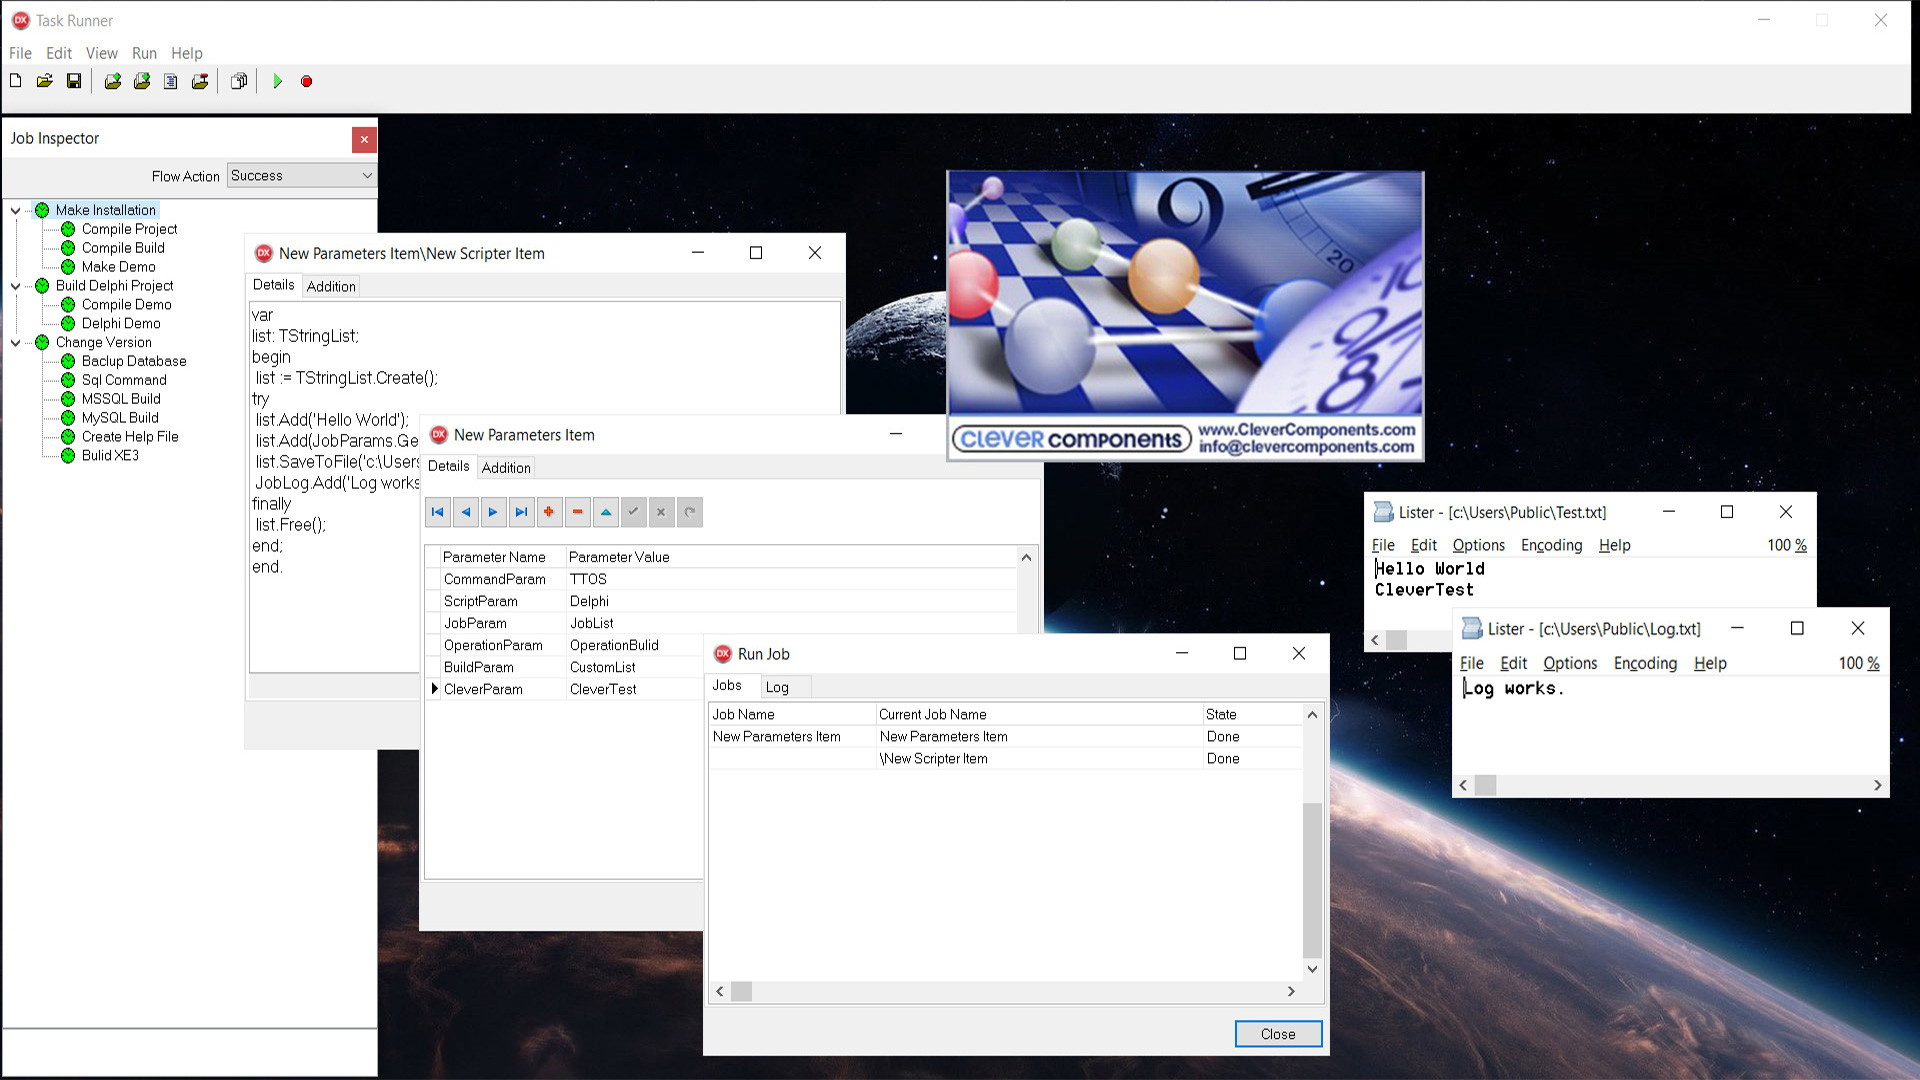 Task Runner
File Edit View Run Help
Job Inspector
Flow Action Success
Make Installation
Compile Project
Compile Build
Make Demo
Build Delphi Project
Compile Demo
Delphi Demo
Change Version
Baclup Database
Sql Command
MSSQL Build
MySQL Build
Create Help File
Bulid XE3
New Parameters Item\New Scripter Item
Details Addition
var
list: TStringList;
begin
list := TStringList.Create();
try
list.Add('Hello World');
list.Add(JobParams.Ge
list.SaveToFile('c:\Users
JobLog.Add('Log works
finally
list.Free();
end;
end.
New Parameters Item
Details Addition
Parameter Name Parameter Value
CommandParam TTOS
ScriptParam Delphi
JobParam JobList
OperationParam OperationBulid
BuildParam CustomList
CleverParam CleverTest
Run Job
Jobs Log
Job Name Current Job Name State
New Parameters Item New Parameters Item Done
\New Scripter Item Done
Close
9
20
10
9
8
7
CLEVER components
www.CleverComponents.com
info@clevercomponents.com
Lister - [c:\Users\Public\Test.txt]
File Edit Options Encoding Help 100 %
Hello World
CleverTest
Lister - [c:\Users\Public\Log.txt]
File Edit Options Encoding Help 100 %
Log works.